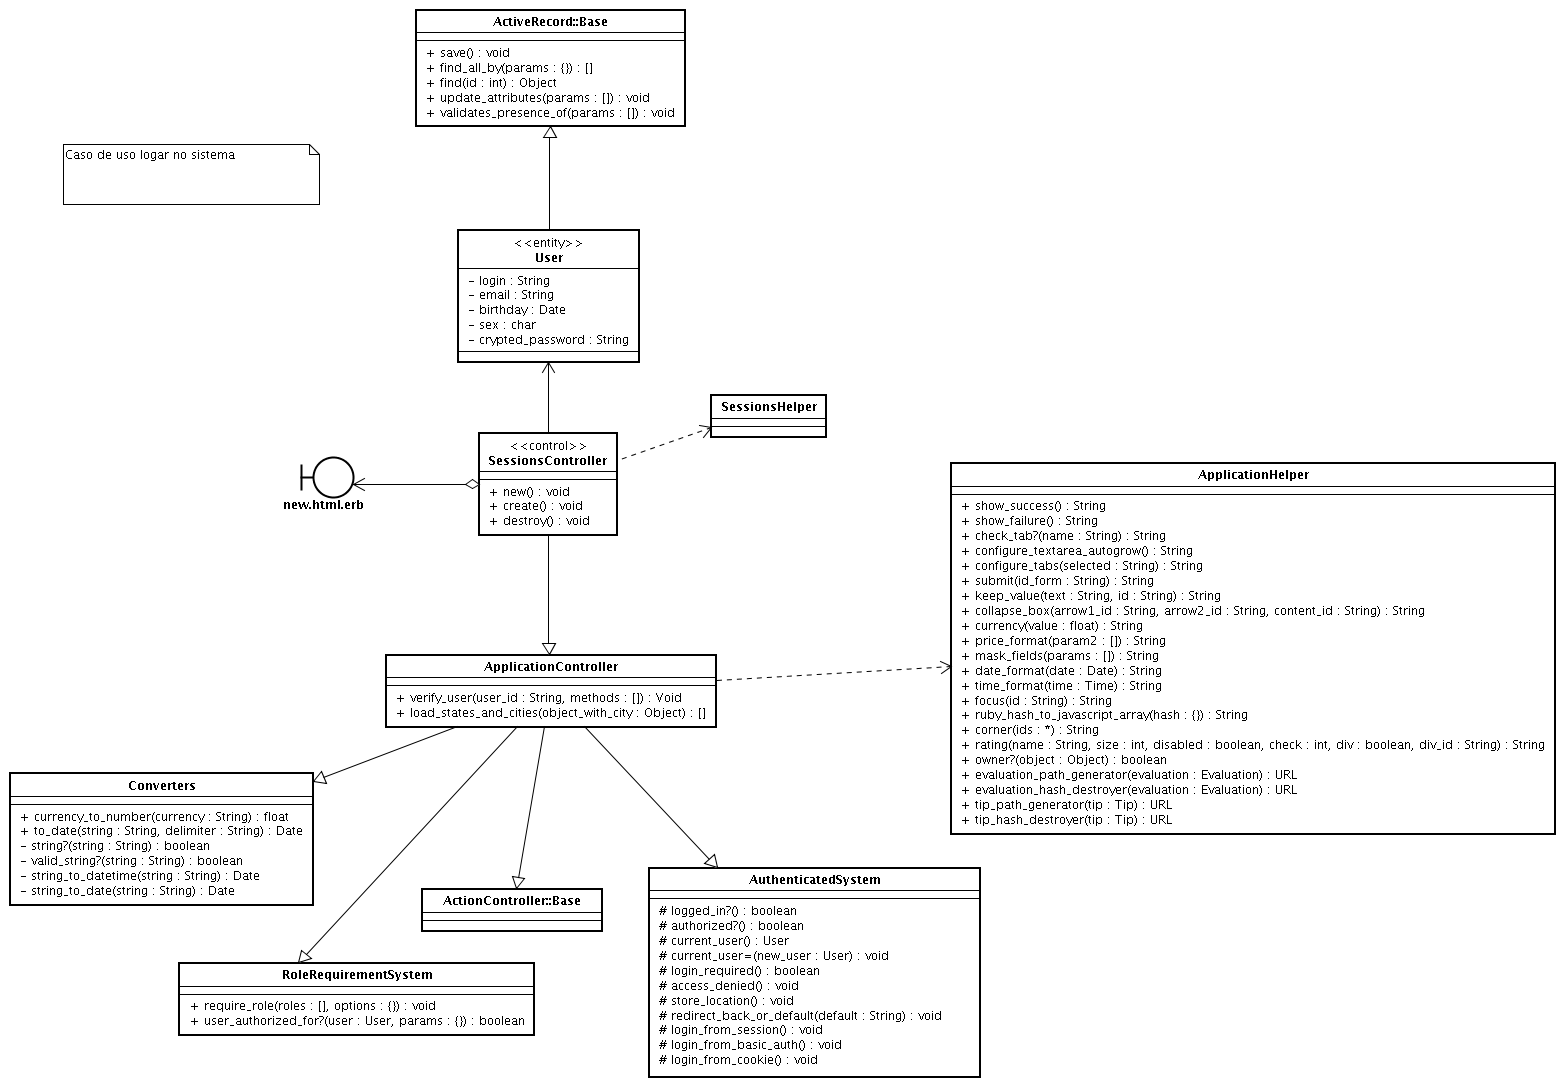 ActiveRecord::Base
+ save() : void
+ find_all_by(params : {}) : []
+ find(id : int) : Object
+ update_attributes(params : []) : void
+ validates_presence_of(params : []) : void
Caso de uso logar no sistema
<<entity>>
User
- login : String
- email : String
- birthday : Date
- sex : char
- crypted_password : String
SessionsHelper
<<control>>
SessionsController
+ new() : void
+ create() : void
+ destroy() : void
new.html.erb
ApplicationHelper
+ show_success() : String
+ show_failure() : String
+ check_tab?(name : String) : String
+ configure_textarea_autogrow() : String
+ configure_tabs(selected : String) : String
+ submit(id_form : String) : String
+ keep_value(text : String, id : String) : String
+ collapse_box(arrow1_id : String, arrow2_id : String, content_id : String) : String
+ currency(value : float) : String
+ price_format(param2 : []) : String
+ mask_fields(params : []) : String
+ date_format(date : Date) : String
+ time_format(time : Time) : String
+ focus(id : String) : String
+ ruby_hash_to_javascript_array(hash : {}) : String
+ corner(ids : *) : String
+ rating(name : String, size : int, disabled : boolean, check : int, div : boolean, div_id : String) : String
+ owner?(object : Object) : boolean
+ evaluation_path_generator(evaluation : Evaluation) : URL
+ evaluation_hash_destroyer(evaluation : Evaluation) : URL
+ tip_path_generator(tip : Tip) : URL
+ tip_hash_destroyer(tip : Tip) : URL
ApplicationController
+ verify_user(user_id : String, methods : []) : Void
+ load_states_and_cities(object_with_city : Object) : []
Converters
+ currency_to_number(currency : String) : float
+ to_date(string : String, delimiter : String) : Date
- string?(string : String) : boolean
- valid_string?(string : String) : boolean
- string_to_datetime(string : String) : Date
- string_to_date(string : String) : Date
ActionController::Base
AuthenticatedSystem
# logged_in?() : boolean
# authorized?() : boolean
# current_user() : User
# current_user=(new_user : User) : void
# login_required() : boolean
# access_denied() : void
# store_location() : void
# redirect_back_or_default(default : String) : void
# login_from_session() : void
# login_from_basic_auth() : void
# login_from_cookie() : void
RoleRequirementSystem
+ require_role(roles : [], options : {}) : void
+ user_authorized_for?(user : User, params : {}) : boolean